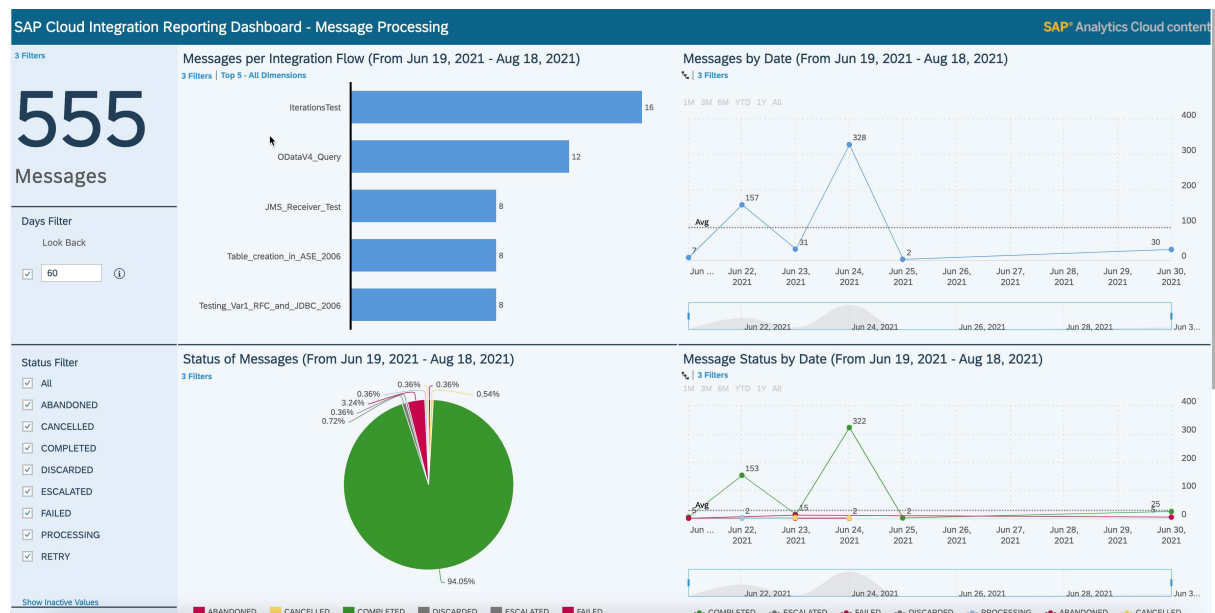 SAP Cloud Integration Reporting Dashboard - Message Processing
SAP® Analytics Cloud content
3 Filters
555
Messages
Days Filter
Look Back
60
Status Filter
All
ABANDONED
CANCELLED
COMPLETED
DISCARDED
ESCALATED
FAILED
PROCESSING
RETRY
Show Inactive Values
Messages per Integration Flow (From Jun 19, 2021 - Aug 18, 2021)
3 Filters | Top 5 - All Dimensions
IterationsTest 16
ODataV4_Query 12
JMS_Receiver_Test 8
Table_creation_in_ASE_2006 8
Testing_Var1_RFC_and_JDBC_2006 8
Messages by Date (From Jun 19, 2021 - Aug 18, 2021)
3 Filters
1M 3M 6M YTD 1Y All
400
328
300
200
157
Avg
100
7 31 2 30
0
Jun ... Jun 22, Jun 23, Jun 24, Jun 25, Jun 26, Jun 27, Jun 28, Jun 29, Jun 30,
2021 2021 2021 2021 2021 2021 2021 2021 2021
Jun 22, 2021 Jun 24, 2021 Jun 26, 2021 Jun 28, 2021 Jun 3...
Status of Messages (From Jun 19, 2021 - Aug 18, 2021)
3 Filters
0.36% 0.36%
0.36% 0.54%
3.24%
0.36%
0.72%
94.05%
ABANDONED CANCELLED COMPLETED DISCARDED ESCALATED FAILED
Message Status by Date (From Jun 19, 2021 - Aug 18, 2021)
3 Filters
1M 3M 6M YTD 1Y All
400
322
300
200
153
100
Avg 15 25
5 2 2 2 5
0
Jun ... Jun 22, Jun 23, Jun 24, Jun 25, Jun 26, Jun 27, Jun 28, Jun 29, Jun 30,
2021 2021 2021 2021 2021 2021 2021 2021 2021
Jun 22, 2021 Jun 24, 2021 Jun 26, 2021 Jun 28, 2021 Jun 3...
COMPLETED ESCALATED FAILED DISCARDED PROCESSING ABANDONED CANCELLED